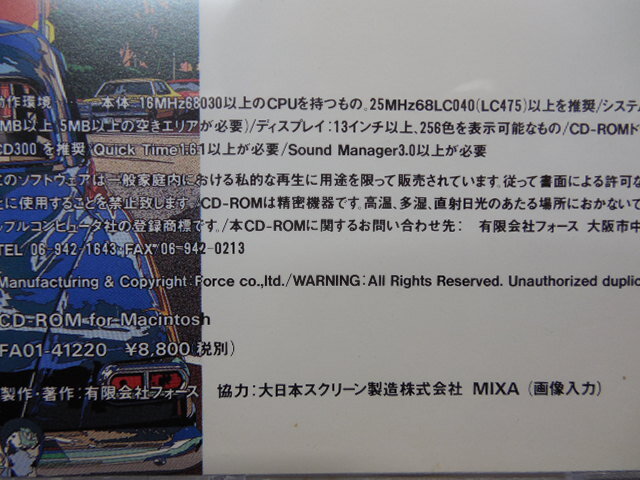 動作環境 本体:16MHz68030以上のCPUを持つもの。25MHz68LC040(LC475)以上を推奨/システム
MB以上 5MB以上の空きエリアが必要)/ディスプレイ:13インチ以上、256色を表示可能なもの/CD-ROMド
CD300を推奨 Quick Time1.6.1以上が必要/Sound Manager3.0以上が必要
このソフトウェアは一般家庭内における私的な再生に用途を限って販売されています。従って書面による許可な
に使用することを禁止致します。CD-ROMは精密機器です。高温、多湿、直射日光のあたる場所におかないで
ップルコンピュータ社の登録商標です。/本CD-ROMに関するお問い合わせ先: 有限会社フォース 大阪市中
TEL 06-942-1643 FAX 06-942-0213
Manufacturing & Copyright:Force co.,ltd./WARNING:All Rights Reserved. Unauthorized duplic
CD-ROM for Macintosh
FA01-41220 ¥8,800(税別)
製作・著作:有限会社フォース 協力:大日本スクリーン製造株式会社 MIXA (画像入力)